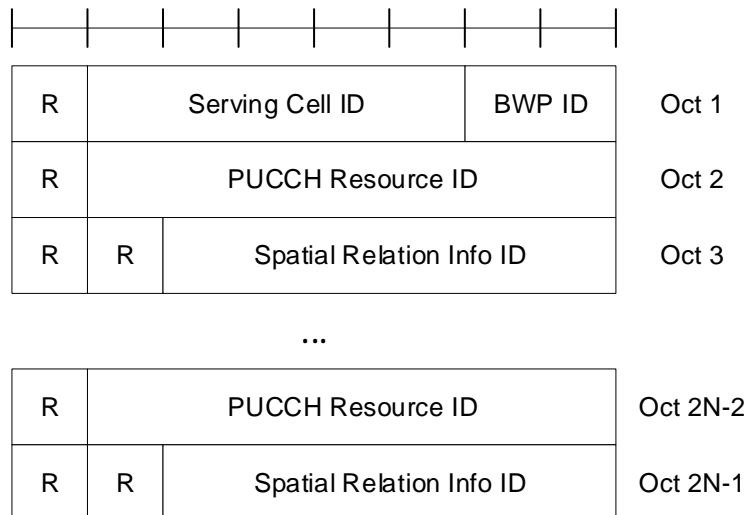 R Serving Cell ID BWP ID Oct 1
R PUCCH Resource ID Oct 2
R R Spatial Relation Info ID Oct 3
...
R PUCCH Resource ID Oct 2N-2
R R Spatial Relation Info ID Oct 2N-1